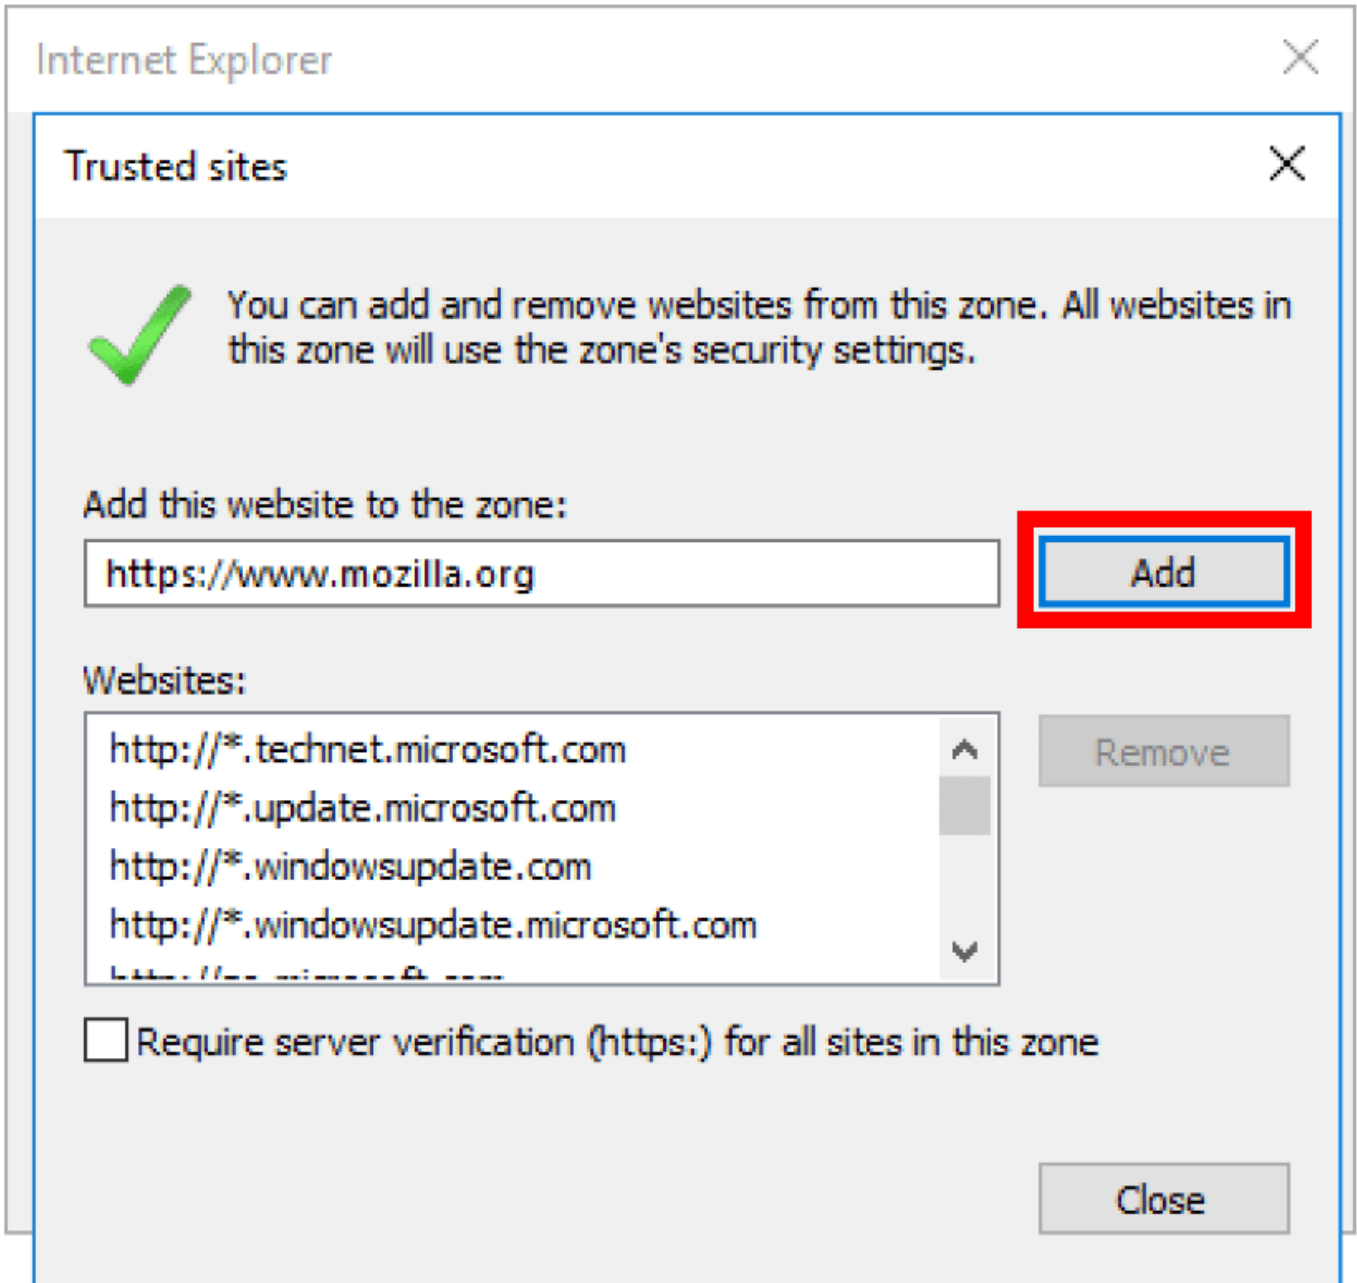 Internet Explorer
Trusted sites
You can add and remove websites from this zone. All websites in
this zone will use the zone's security settings.
Add this website to the zone:
https://www.mozilla.org
Add
Websites:
http://*.technet.microsoft.com
http://*.update.microsoft.com
http://*.windowsupdate.com
http://*.windowsupdate.microsoft.com
Remove
Require server verification (https:) for all sites in this zone
Close